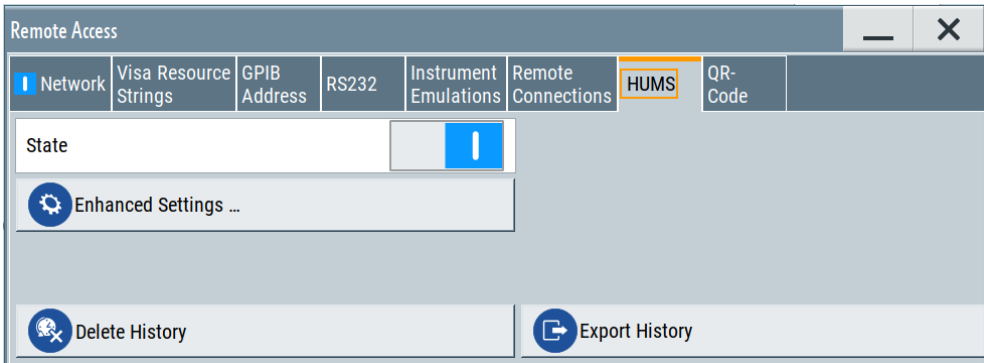 Remote Access
Network
Visa Resource
Strings
GPIB
Address
RS232
Instrument
Emulations
Remote
Connections
HUMS
QR-
Code
State
Enhanced Settings ...
Delete History
Export History